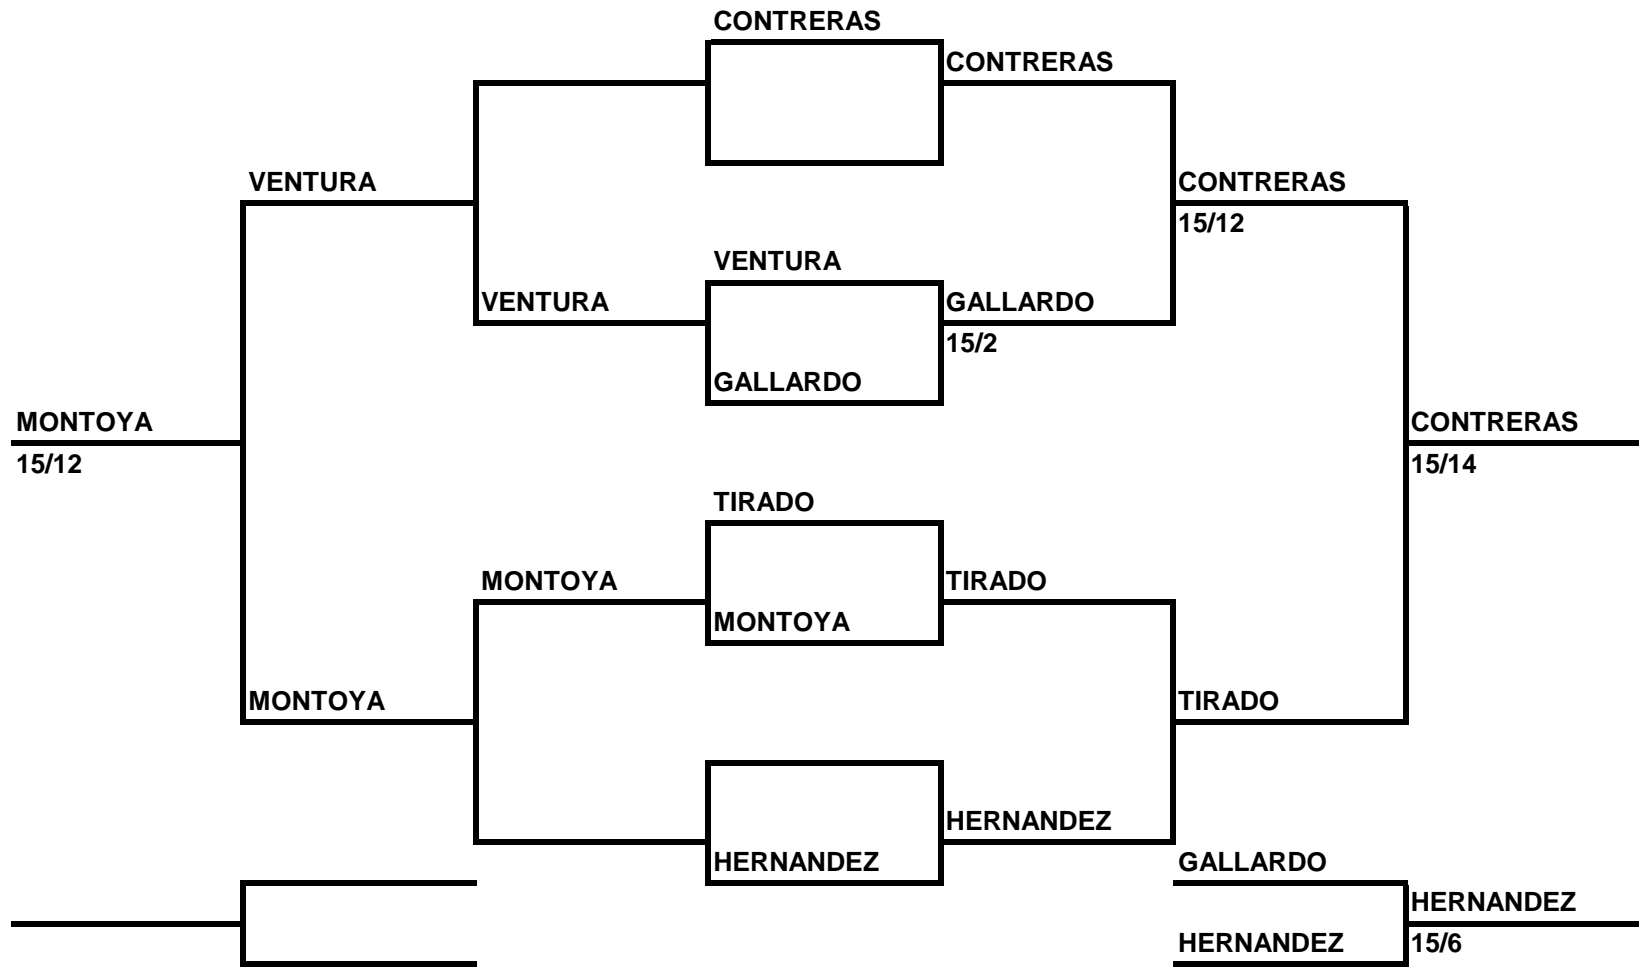 CONTRERAS
CONTRERAS
VENTURA
CONTRERAS
15/12
VENTURA
VENTURA
GALLARDO
15/2
GALLARDO
MONTOYA
15/12
CONTRERAS
15/14
TIRADO
MONTOYA
TIRADO
MONTOYA
MONTOYA
TIRADO
HERNANDEZ
HERNANDEZ
GALLARDO
HERNANDEZ
HERNANDEZ
15/6